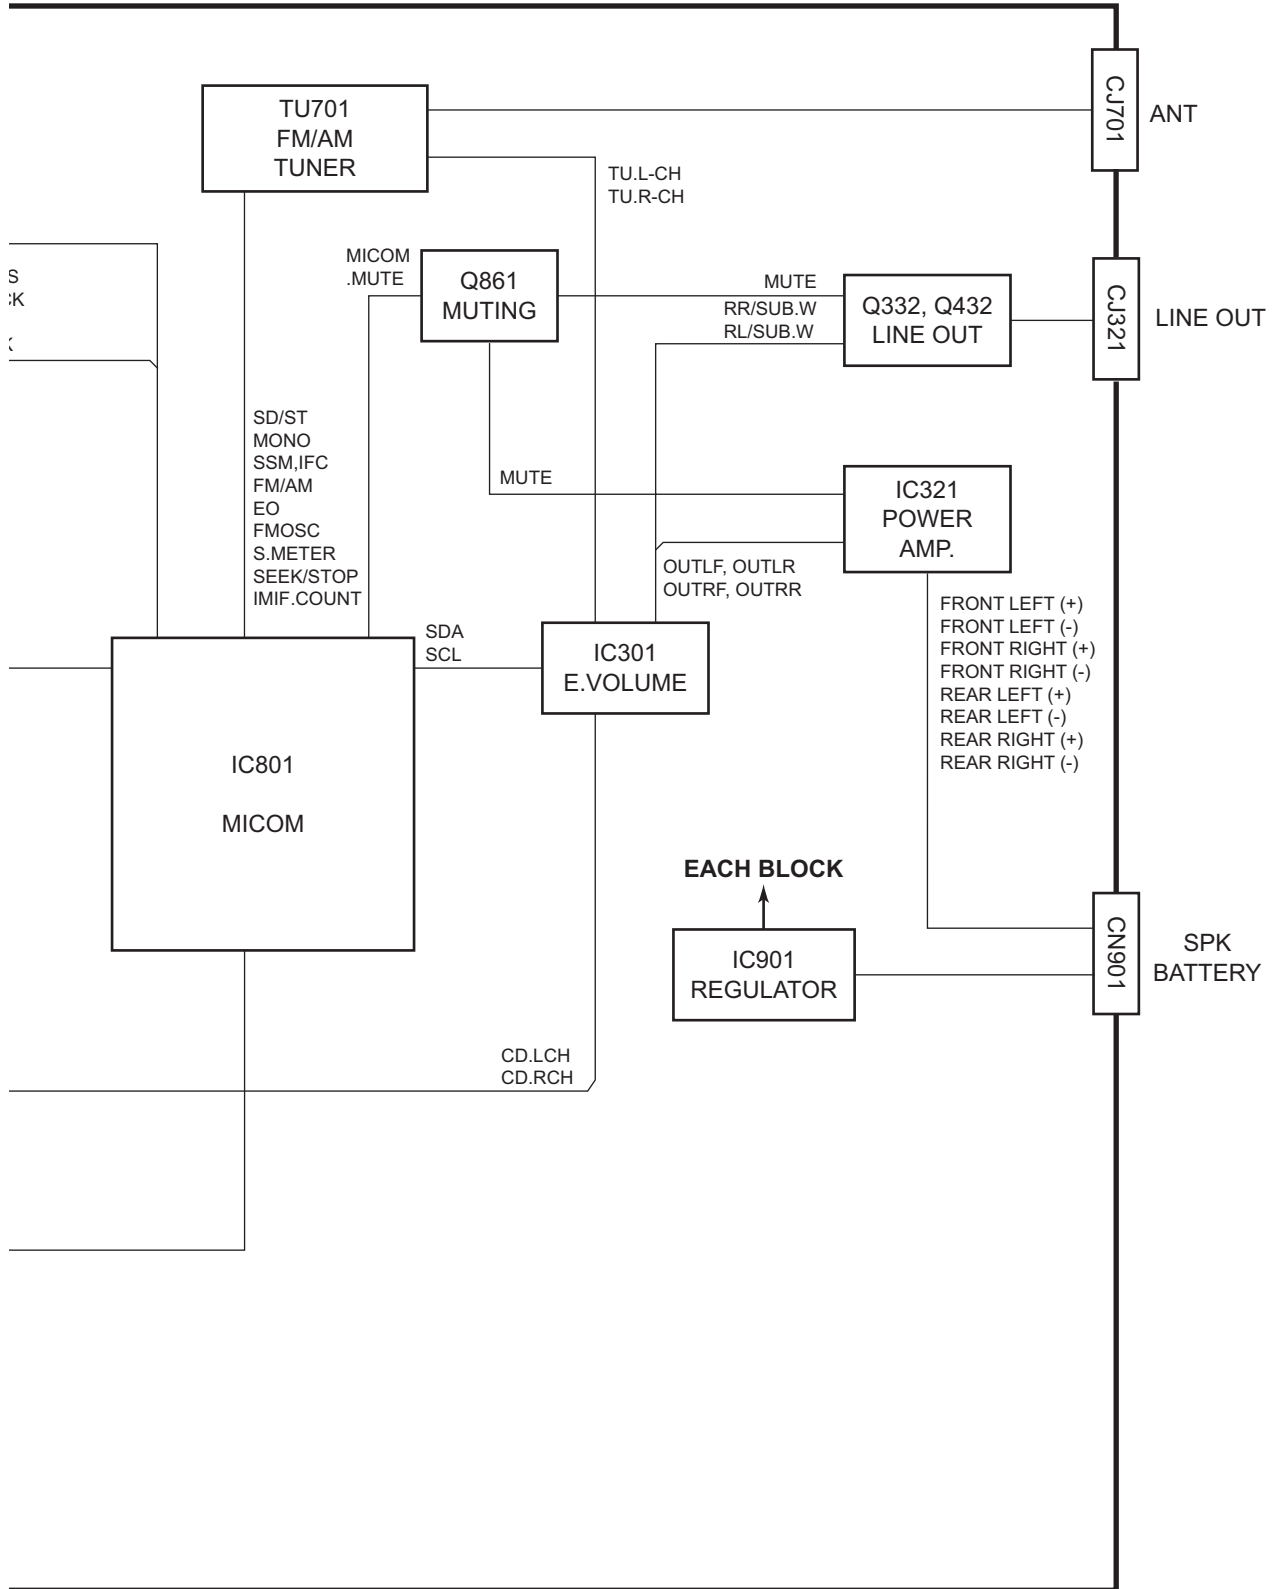 TU701
FM/AM
TUNER
CJ701
ANT
TU.L-CH
TU.R-CH
MICOM
.MUTE
Q861
MUTING
MUTE
RR/SUB.W
RL/SUB.W
Q332, Q432
LINE OUT
CJ321
LINE OUT
S
K
SD/ST
MONO
SSM,IFC
FM/AM
EO
FMOSC
S.METER
SEEK/STOP
IMIF.COUNT
MUTE
IC321
POWER
AMP.
OUTLF, OUTLR
OUTRF, OUTRR
FRONT LEFT (+)
FRONT LEFT (-)
FRONT RIGHT (+)
FRONT RIGHT (-)
REAR LEFT (+)
REAR LEFT (-)
REAR RIGHT (+)
REAR RIGHT (-)
SDA
SCL
IC301
E.VOLUME
IC801
MICOM
EACH BLOCK
IC901
REGULATOR
CN901
SPK
BATTERY
CD.LCH
CD.RCH